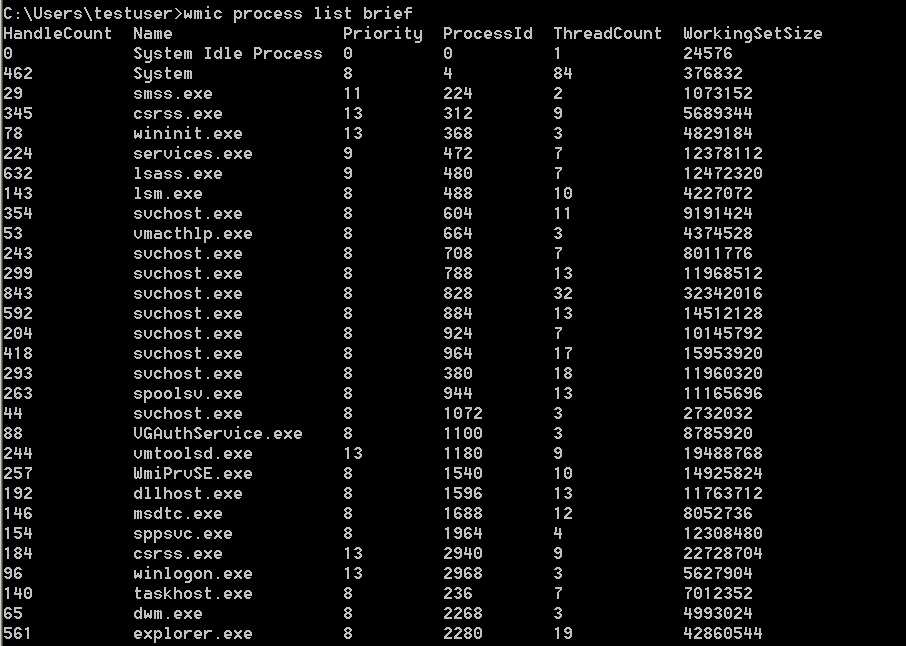 C:\Users\testuser>wmic process list brief
HandleCount  Name                 Priority  ProcessId  ThreadCount  WorkingSetSize
0            System Idle Process  0         0          1            24576
462          System               8         4          84           376832
29           smss.exe             11        224        2            1073152
345          csrss.exe            13        312        9            5689344
78           wininit.exe          13        368        3            4829184
224          services.exe         9         472        7            12378112
632          lsass.exe            9         480        7            12472320
143          lsm.exe              8         488        10           4227072
354          svchost.exe          8         604        11           9191424
53           vmacthlp.exe         8         664        3            4374528
243          svchost.exe          8         708        7            8011776
299          svchost.exe          8         788        13           11968512
843          svchost.exe          8         828        32           32342016
592          svchost.exe          8         884        13           14512128
204          svchost.exe          8         924        7            10145792
418          svchost.exe          8         964        17           15953920
293          svchost.exe          8         380        18           11960320
263          spoolsv.exe          8         944        13           11165696
44           svchost.exe          8         1072       3            2732032
88           VGAuthService.exe    8         1100       3            8785920
244          vmtoolsd.exe         13        1180       9            19488768
257          WmiPrvSE.exe         8         1540       10           14925824
192          dllhost.exe          8         1596       13           11763712
146          msdtc.exe            8         1688       12           8052736
154          sppsvc.exe           8         1964       4            12308480
184          csrss.exe            13        2940       9            22728704
96           winlogon.exe         13        2968       3            5627904
140          taskhost.exe         8         236        7            7012352
65           dwm.exe              8         2268       3            4993024
561          explorer.exe         8         2280       19           42860544